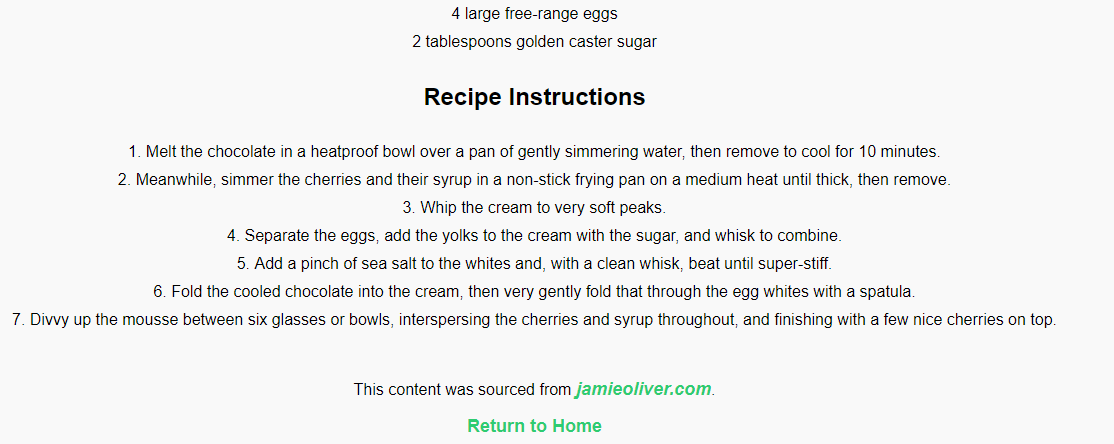 4 large free-range eggs
2 tablespoons golden caster sugar
Recipe Instructions
1. Melt the chocolate in a heatproof bowl over a pan of gently simmering water, then remove to cool for 10 minutes.
2. Meanwhile, simmer the cherries and their syrup in a non-stick frying pan on a medium heat until thick, then remove.
3. Whip the cream to very soft peaks.
4. Separate the eggs, add the yolks to the cream with the sugar, and whisk to combine.
5. Add a pinch of sea salt to the whites and, with a clean whisk, beat until super-stiff.
6. Fold the cooled chocolate into the cream, then very gently fold that through the egg whites with a spatula.
7. Divvy up the mousse between six glasses or bowls, interspersing the cherries and syrup throughout, and finishing with a few nice cherries on top.
This content was sourced from jamieoliver.com.
Return to Home